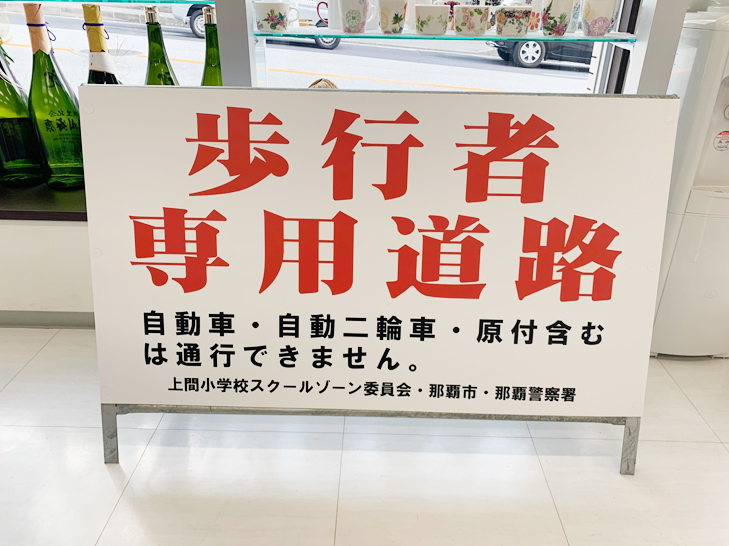 歩行者
専用道路
自動車・自動二輪車・原付含む
は通行できません。
上間小学校スクールゾーン委員会・那覇市・那覇警察署